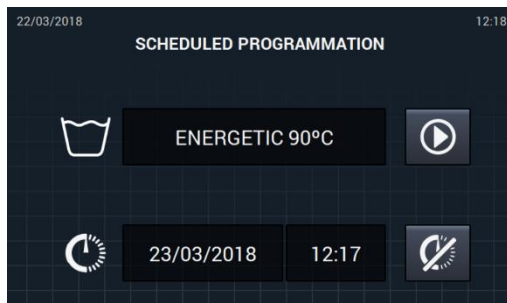 22/03/2018 12:18
SCHEDULED PROGRAMMATION
ENERGETIC 90ºC
23/03/2018 12:17